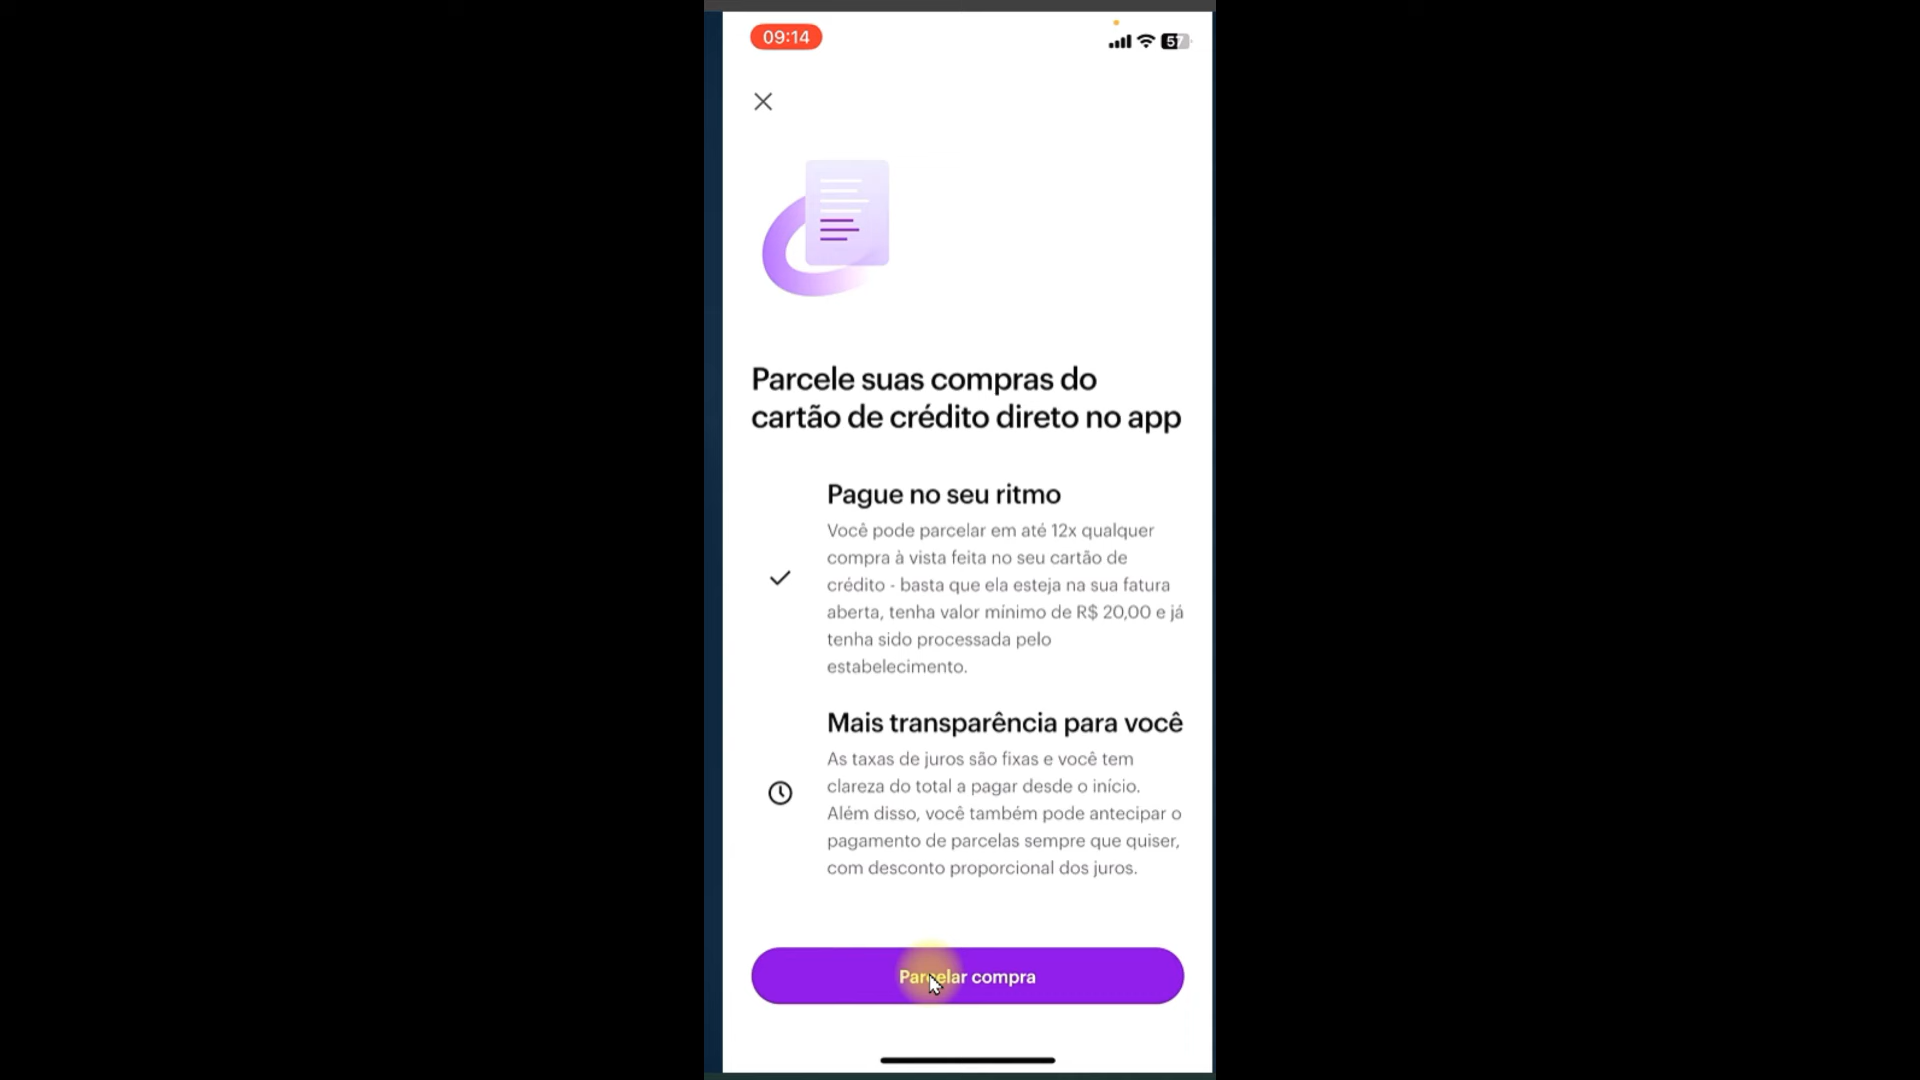 09:14
57
Parcele suas compras do
cartão de crédito direto no app
Pague no seu ritmo
Você pode parcelar em até 12x qualquer
compra à vista feita no seu cartão de
crédito - basta que ela esteja na sua fatura
aberta, tenha valor mínimo de R$ 20,00 e já
tenha sido processada pelo
estabelecimento.
Mais transparência para você
As taxas de juros são fixas e você tem
clareza do total a pagar desde o início.
Além disso, você também pode antecipar o
pagamento de parcelas sempre que quiser,
com desconto proporcional dos juros.
Parcelar compra